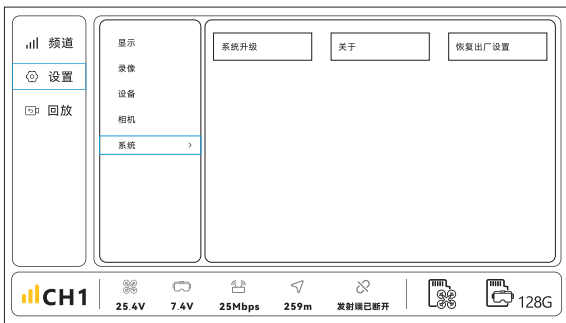 频道
设置
回放
显示
录像
设备
相机
系统 >
系统升级
关于
恢复出厂设置
CH1
25.4V
7.4V
25Mbps
259m
发射端已断开
128G